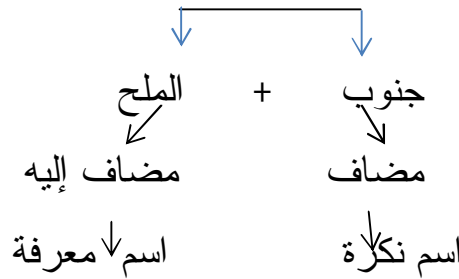 جنوب + الملح
مضاف مضاف إليه
اسم نكرة اسم معرفة